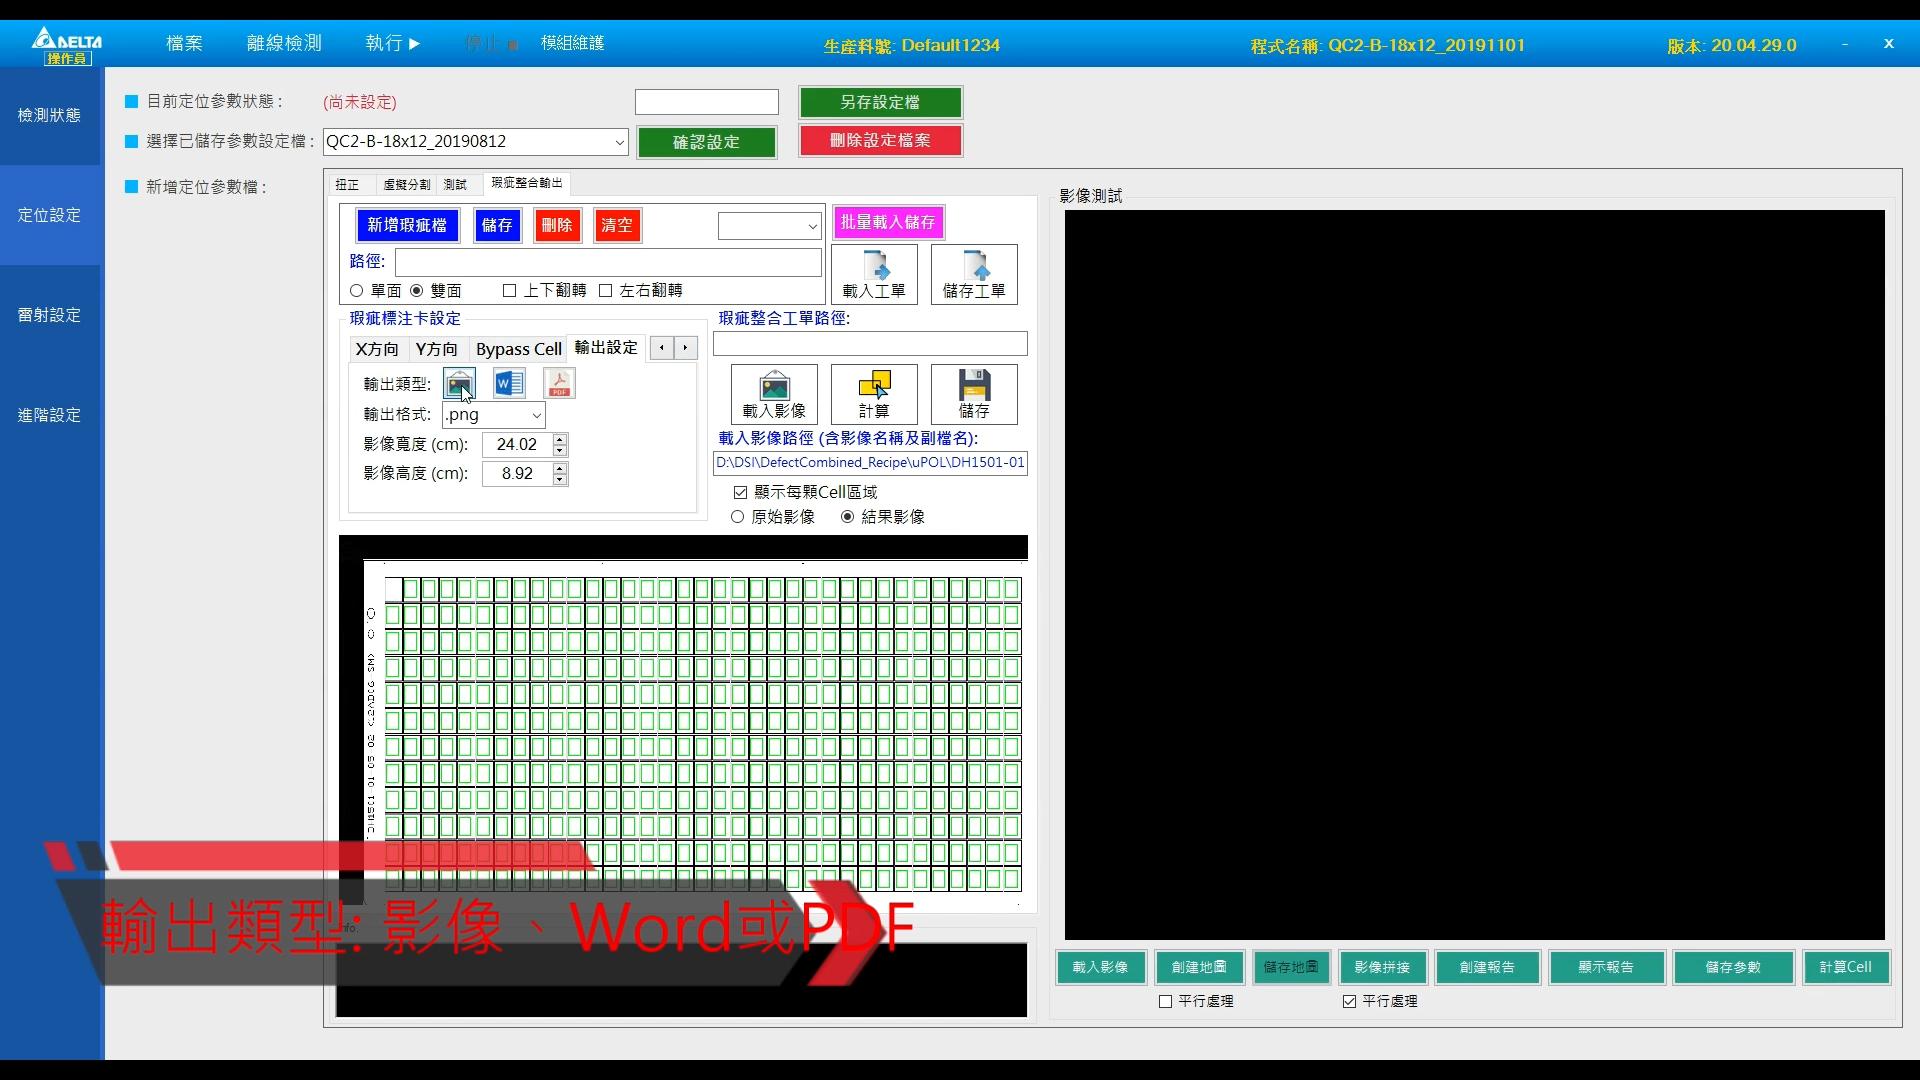 DELTA
操作員
檔案
離線檢測
執行
停止
模組維護
生產料號: Default1234
程式名稱: QC2-B-18x12_20191101
版本: 20.04.29.0
-
X
檢測狀態
定位設定
雷射設定
進階設定
目前定位參數狀態 :
(尚未設定)
另存設定檔
選擇已儲存參數設定檔 :
QC2-B-18x12_20190812
確認設定
刪除設定檔案
新增定位參數檔 :
扭正
虛擬分割
測試
瑕疵整合輸出
新增瑕疵檔
儲存
刪除
清空
批量載入儲存
路徑:
單面
雙面
上下翻轉
左右翻轉
載入工單
儲存工單
瑕疵標注卡設定
X方向
Y方向
Bypass Cell
輸出設定
輸出類型:
輸出格式:
.png
影像寬度 (cm):
24.02
影像高度 (cm):
8.92
瑕疵整合工單路徑:
載入影像
計算
儲存
載入影像路徑 (含影像名稱及副檔名):
D:\DSI\DefectCombined_Recipe\uPOL\DH1501-01
顯示每顆Cell區域
原始影像
結果影像
影像測試
輸出類型: 影像、Word或PDF
載入影像
創建地圖
儲存地圖
影像拼接
創建報告
顯示報告
儲存參數
計算Cell
平行處理
平行處理